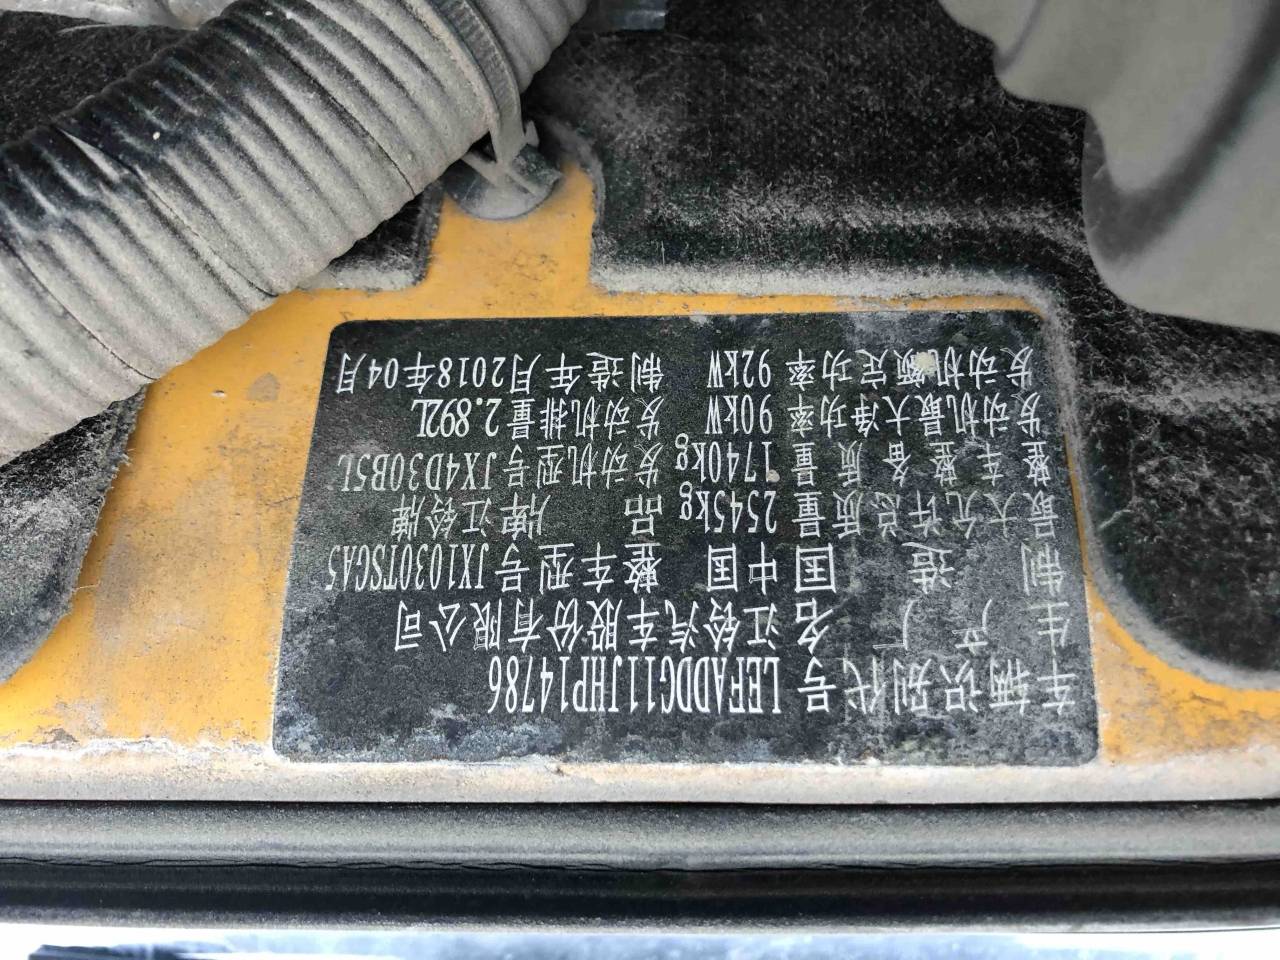 车辆识别代号 LEFADDG11JHP14786
生产厂名 江铃汽车股份有限公司
制造国 中国 整车型号 JX1030TSGA5
最大允许总质量 2545kg 品牌 江铃牌
整车整备质量 1740kg 发动机型号 JX4D30B5L
发动机最大净功率 90kW 发动机排量 2.892L
发动机额定功率 92kW 制造年月 2018年04月